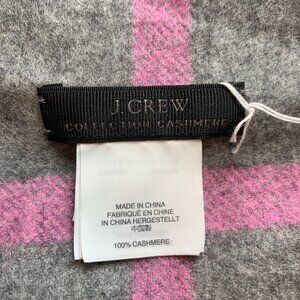 J.CREW
COLLECTION CASHMERE
MADE IN CHINA
FABRIQUÉ EN CHINE
IN CHINA HERGESTELLT
中国製
100% CASHMERE